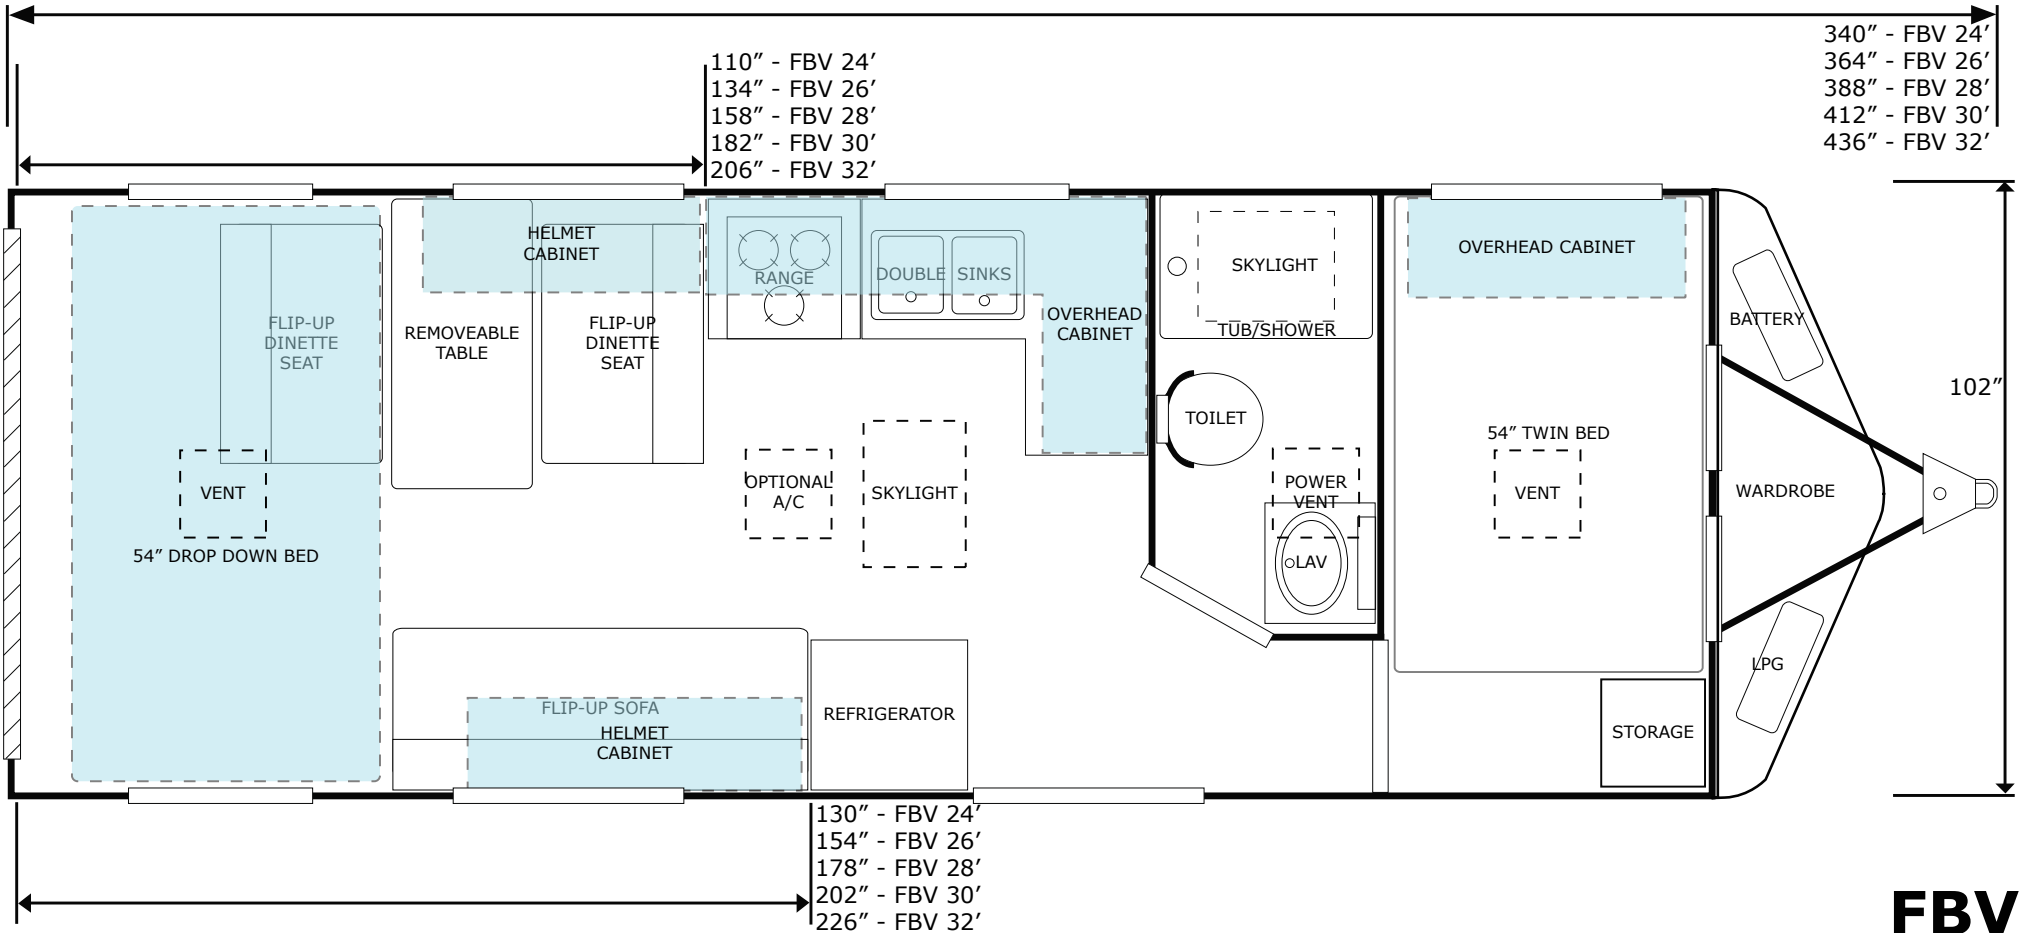 340″ - FBV 24′
364″ - FBV 26′
388″ - FBV 28′
412″ - FBV 30′
436″ - FBV 32′
110″ - FBV 24′
134″ - FBV 26′
158″ - FBV 28′
182″ - FBV 30′
206″ - FBV 32′
HELMET
CABINET
RANGE
DOUBLE
SINKS
OVERHEAD
CABINET
SKYLIGHT
TUB/SHOWER
OVERHEAD CABINET
BATTERY
FLIP-UP
DINETTE
SEAT
REMOVEABLE
TABLE
FLIP-UP
DINETTE
SEAT
102″
TOILET
54″ TWIN BED
VENT
54″ DROP DOWN BED
OPTIONAL
A/C
SKYLIGHT
POWER
VENT
LAV
VENT
WARDROBE
LPG
FLIP-UP SOFA
HELMET
CABINET
REFRIGERATOR
STORAGE
130″ - FBV 24′
154″ - FBV 26′
178″ - FBV 28′
202″ - FBV 30′
226″ - FBV 32′
FBV